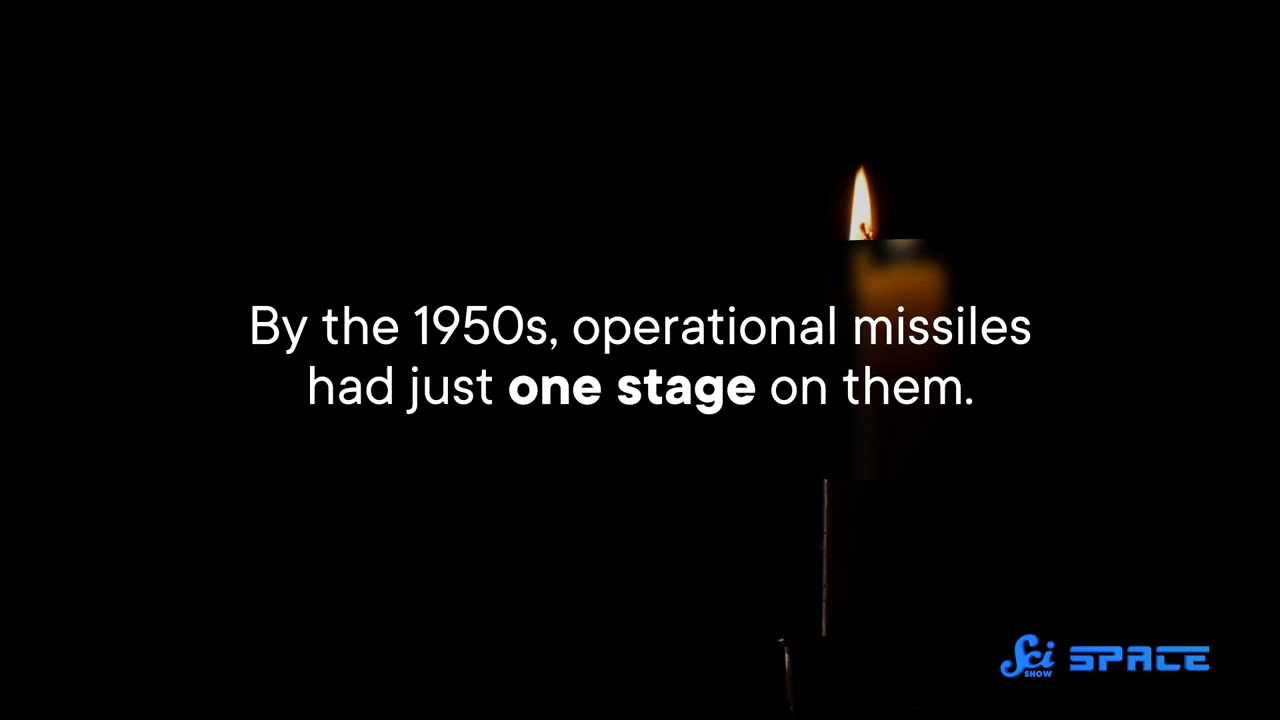 By the 1950s, operational missiles
had just one stage on them.
Sci SHOW SPACE